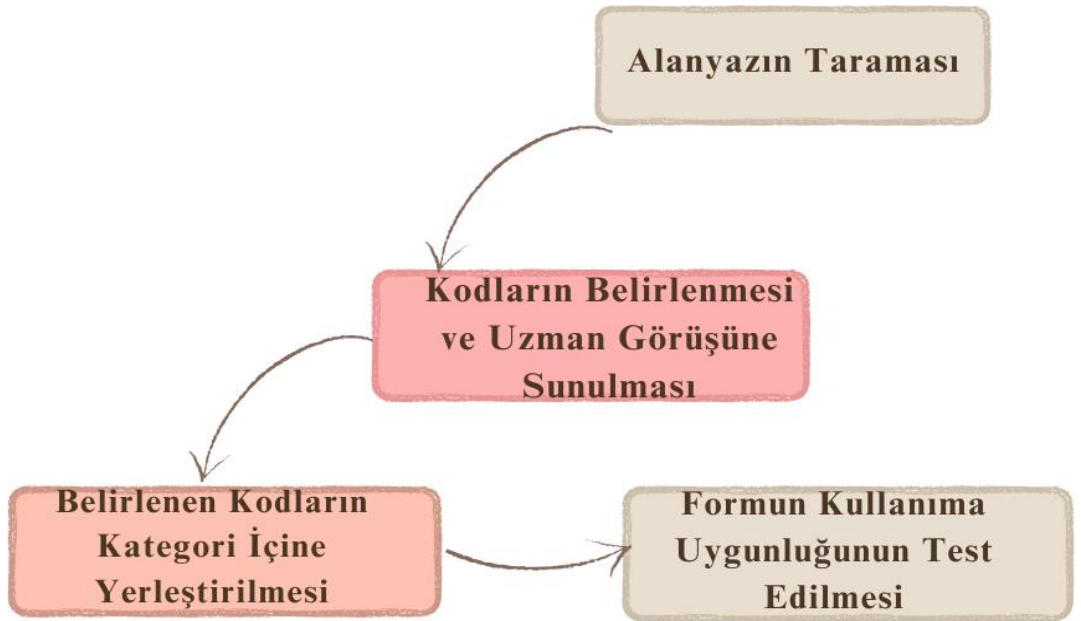 Alanyazın Taraması
Kodların Belirlenmesi
ve Uzman Görüşüne
Sunulması
Belirlenen Kodların
Kategori İçine
Yerleştirilmesi
Formun Kullanıma
Uygunluğunun Test
Edilmesi